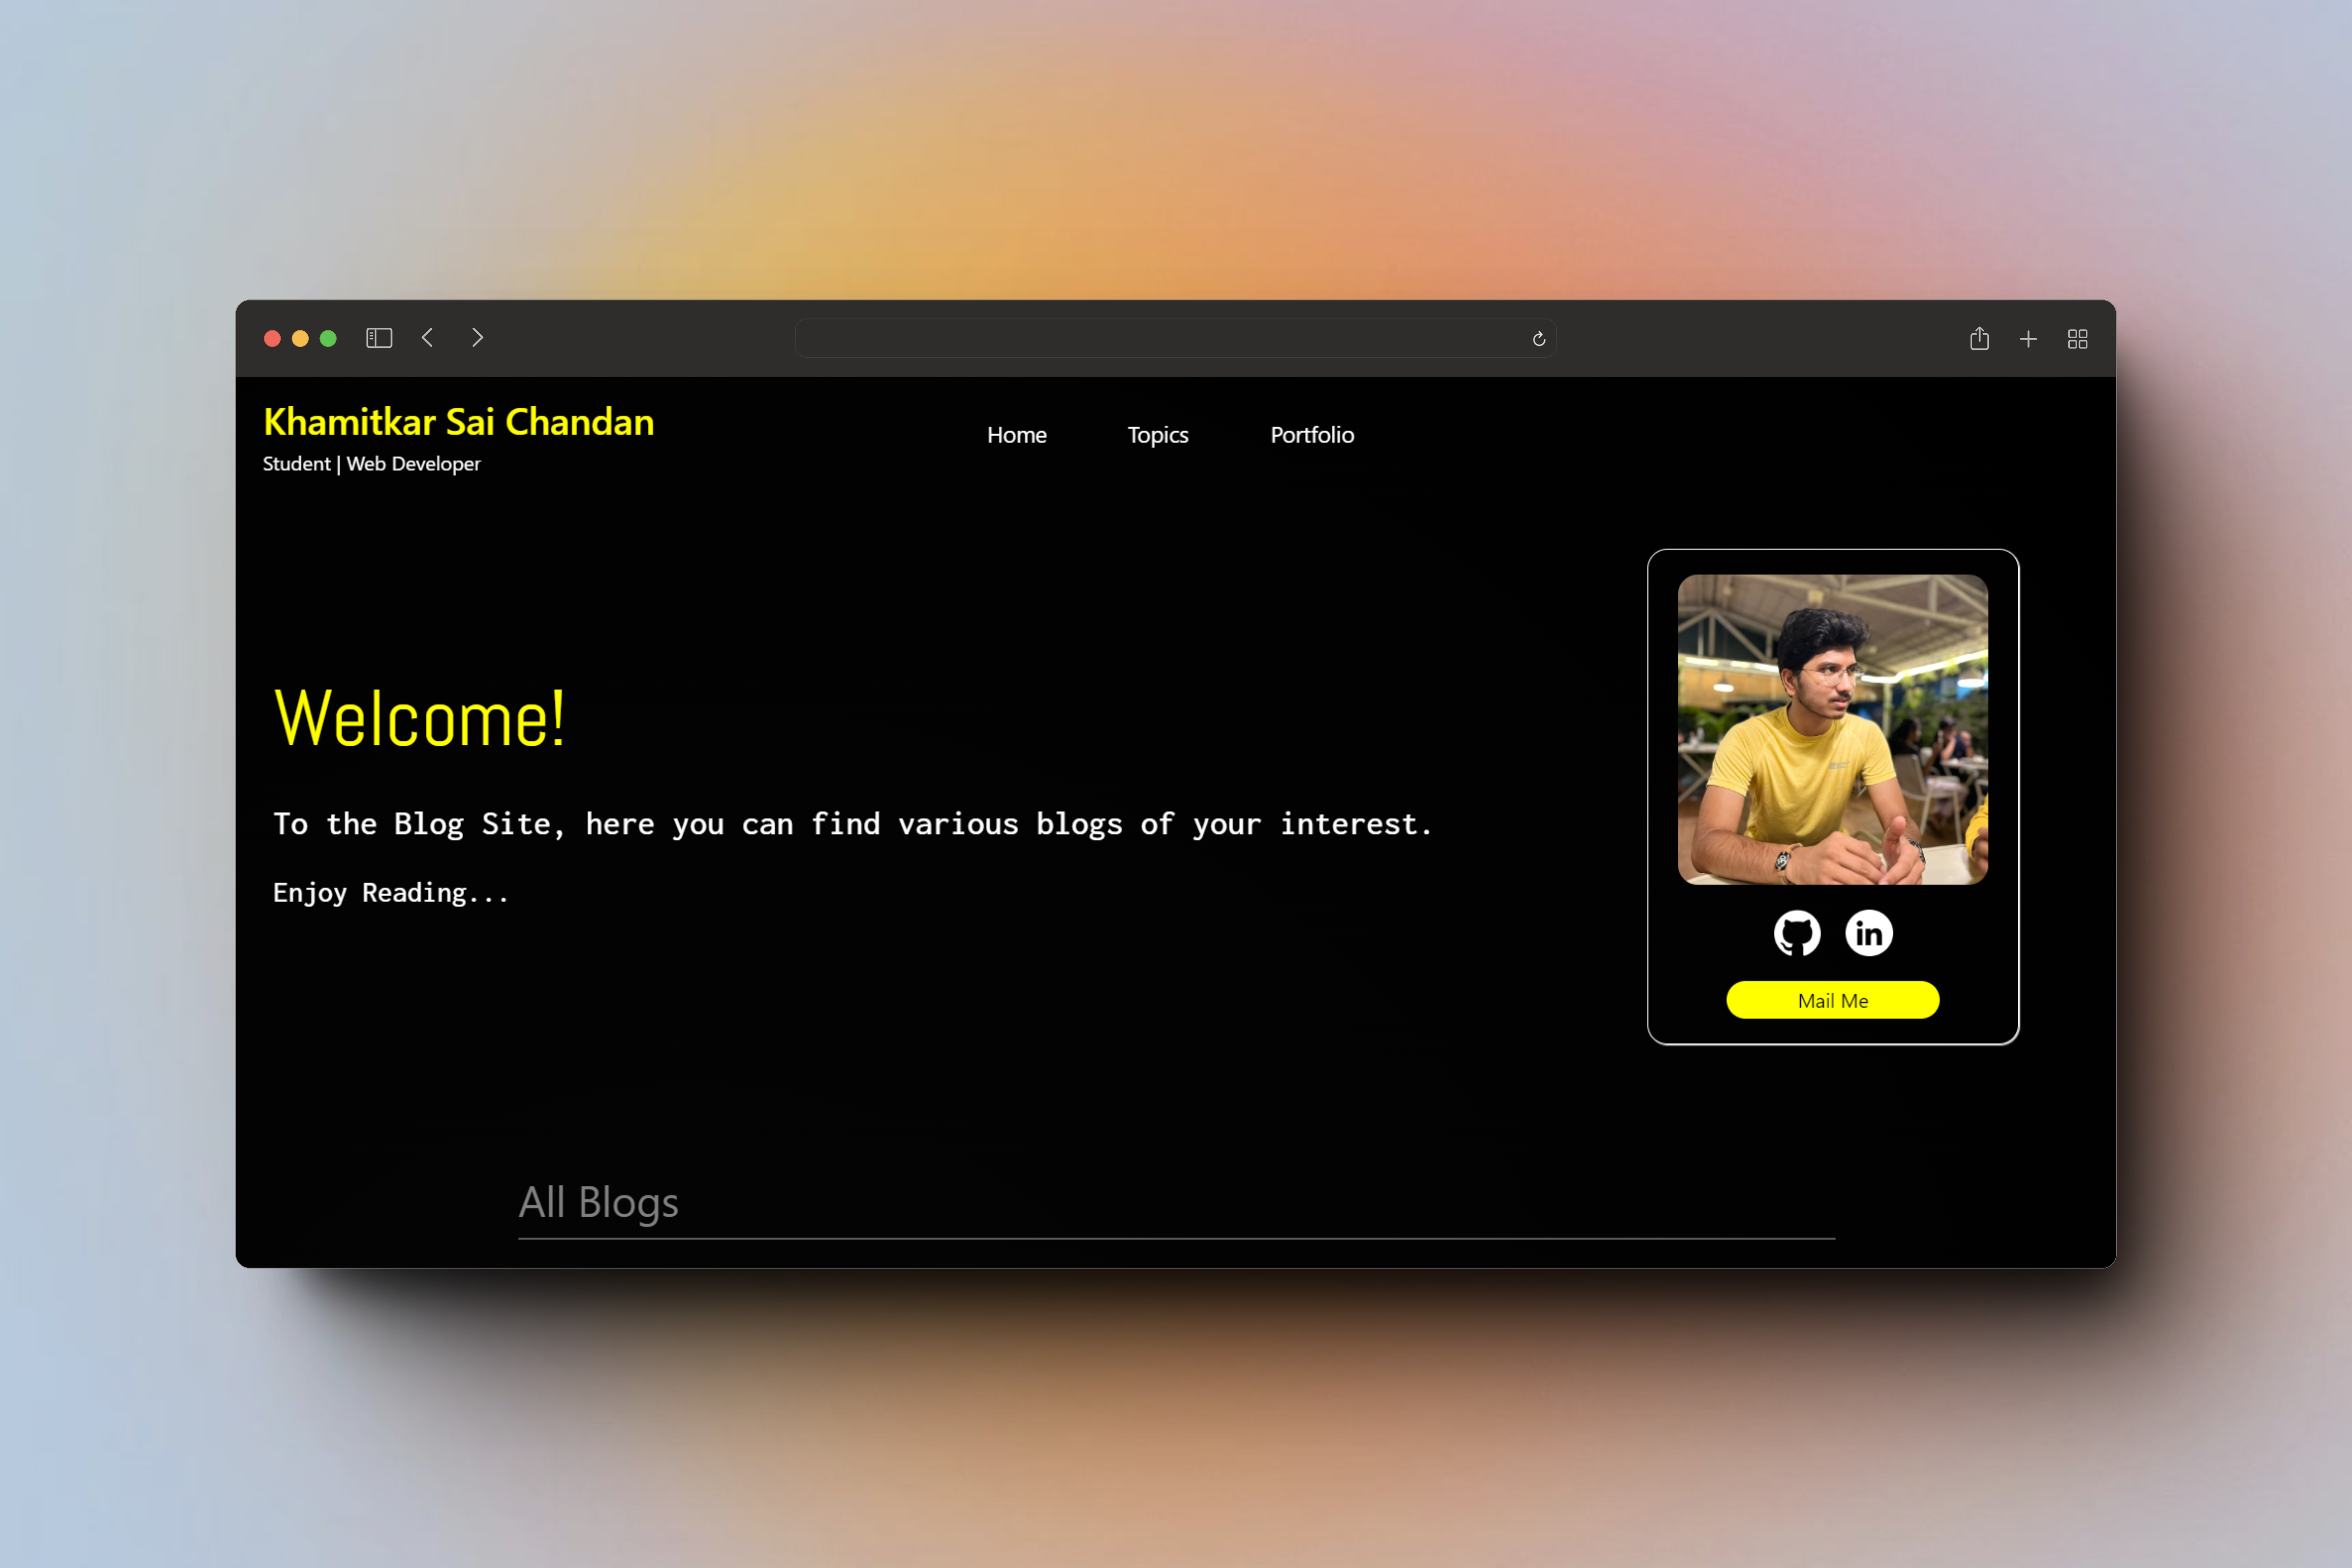 Khamitkar Sai Chandan
Student | Web Developer
Home
Topics
Portfolio
Welcome!
To the Blog Site, here you can find various blogs of your interest.
Enjoy Reading...
in
Mail Me
All Blogs